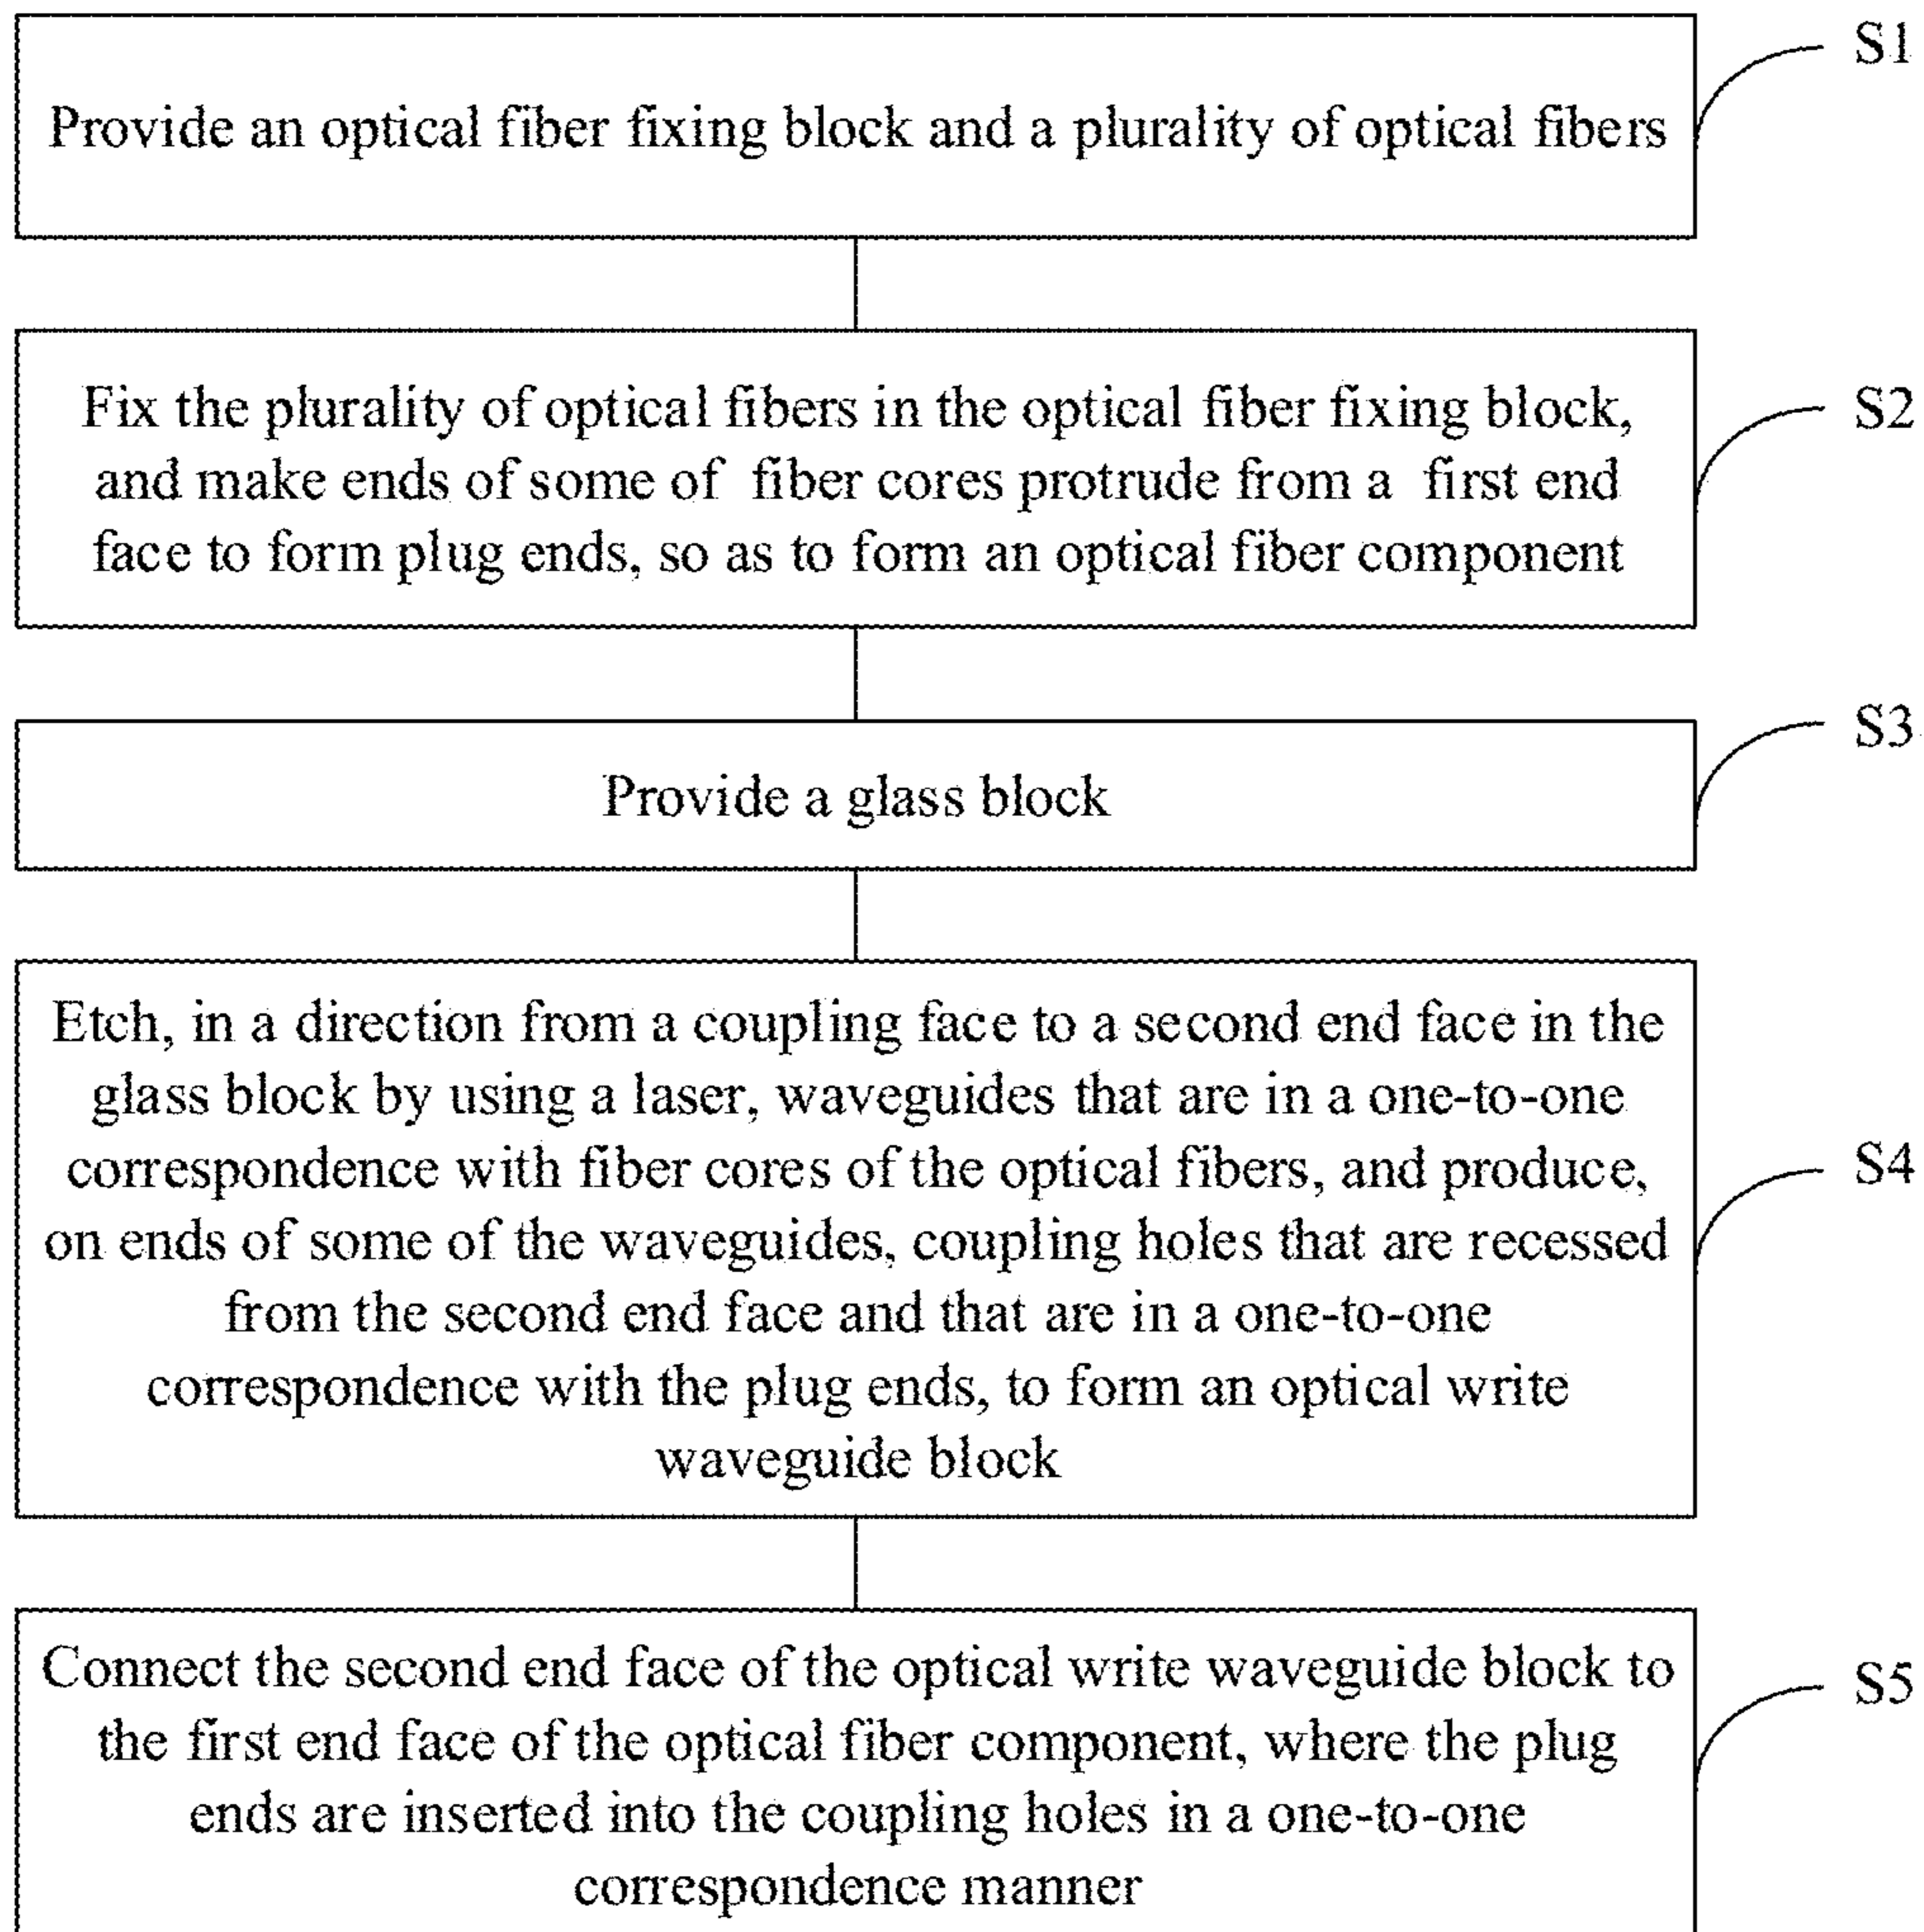 S1
Provide an optical fiber fixing block and a plurality of optical fibers
S2
Fix the plurality of optical fibers in the optical fiber fixing block,
and make ends of some of fiber cores protrude from a first end
face to form plug ends, so as to form an optical fiber component
S3
Provide a glass block
Etch, in a direction from a coupling face to a second end face in the
glass block by using a laser, waveguides that are in a one-to-one
correspondence with fiber cores of the optical fibers, and produce,
S4
on ends of some of the waveguides, coupling holes that are recessed
from the second end face and that are in a one-to-one
correspondence with the plug ends, to form an optical write
waveguide block
Connect the second end face of the optical write waveguide block to
S5
the first end face of the optical fiber component, where the plug
ends are inserted into the coupling holes in a one-to-one
correspondence manner